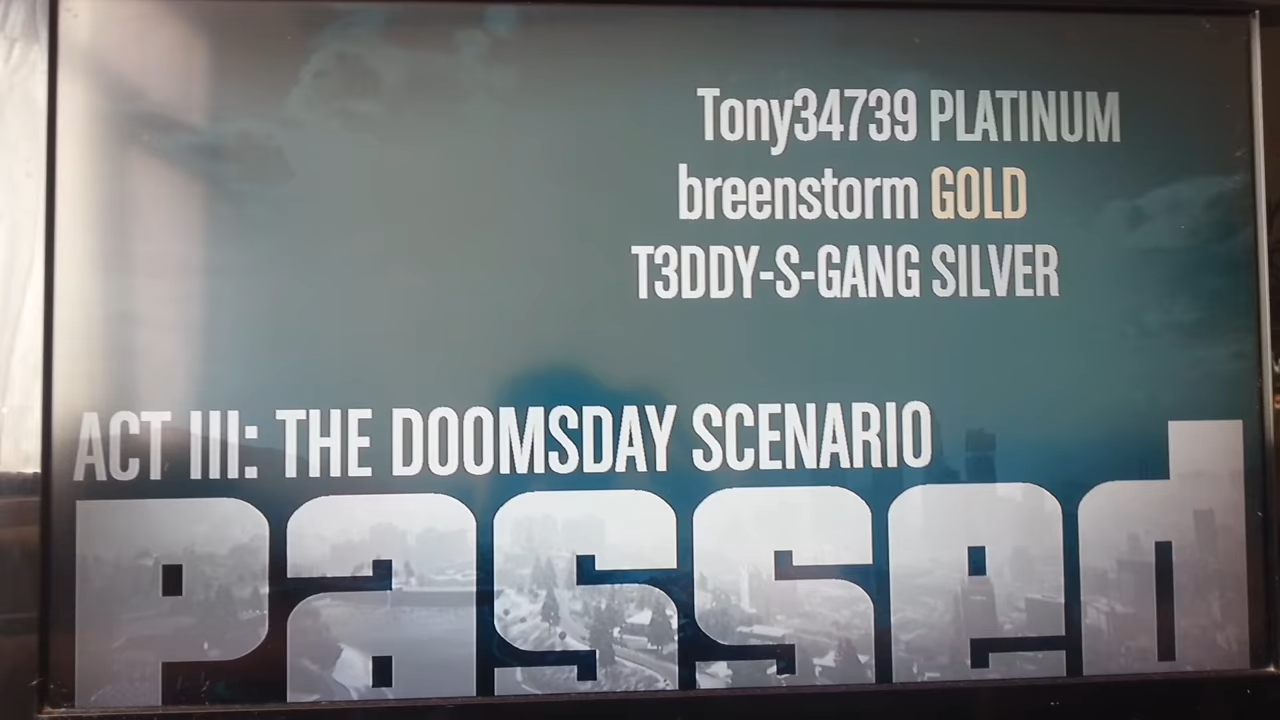 Tony34739 PLATINUM
breenstorm GOLD
T3DDY-S-GANG SILVER
ACT III: THE DOOMSDAY SCENARIO
passed